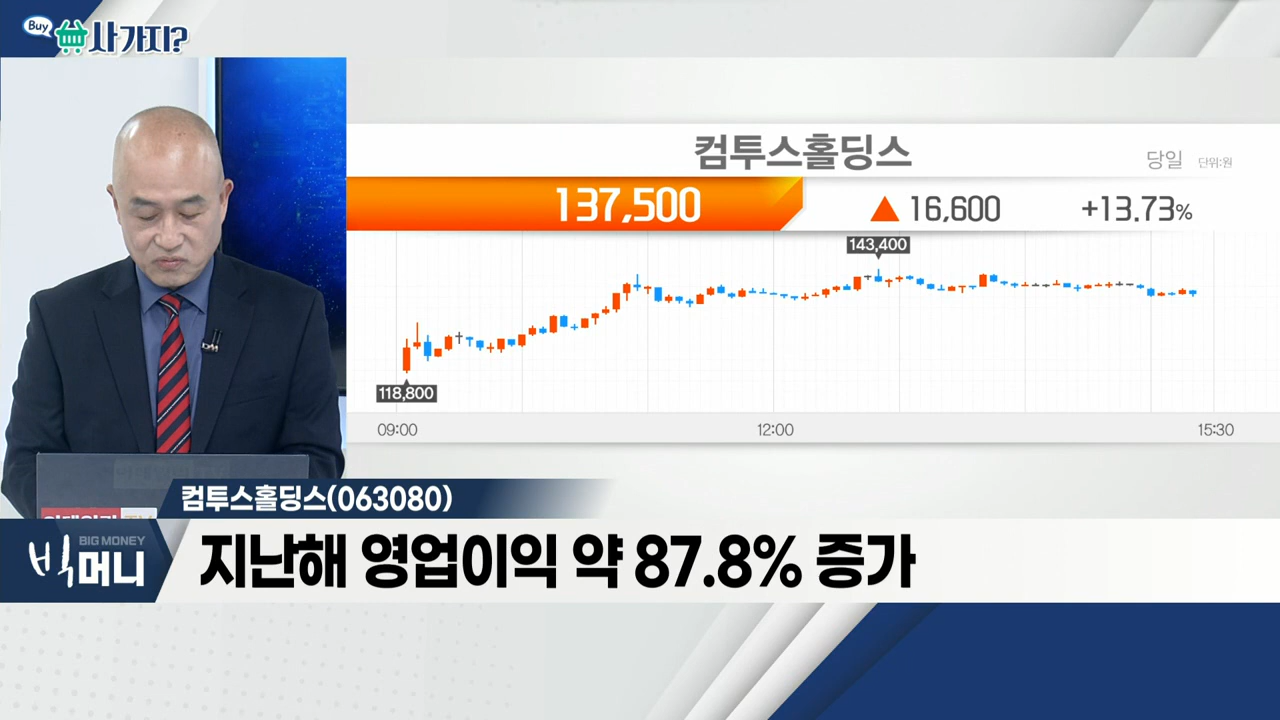 Buy
사가지?
컴투스홀딩스
당일 단위:원
137,500 ▲ 16,600 +13.73%
143,400
118,800
09:00 12:00 15:30
컴투스홀딩스(063080)
BIG MONEY
빅머니
지난해 영업이익 약 87.8% 증가